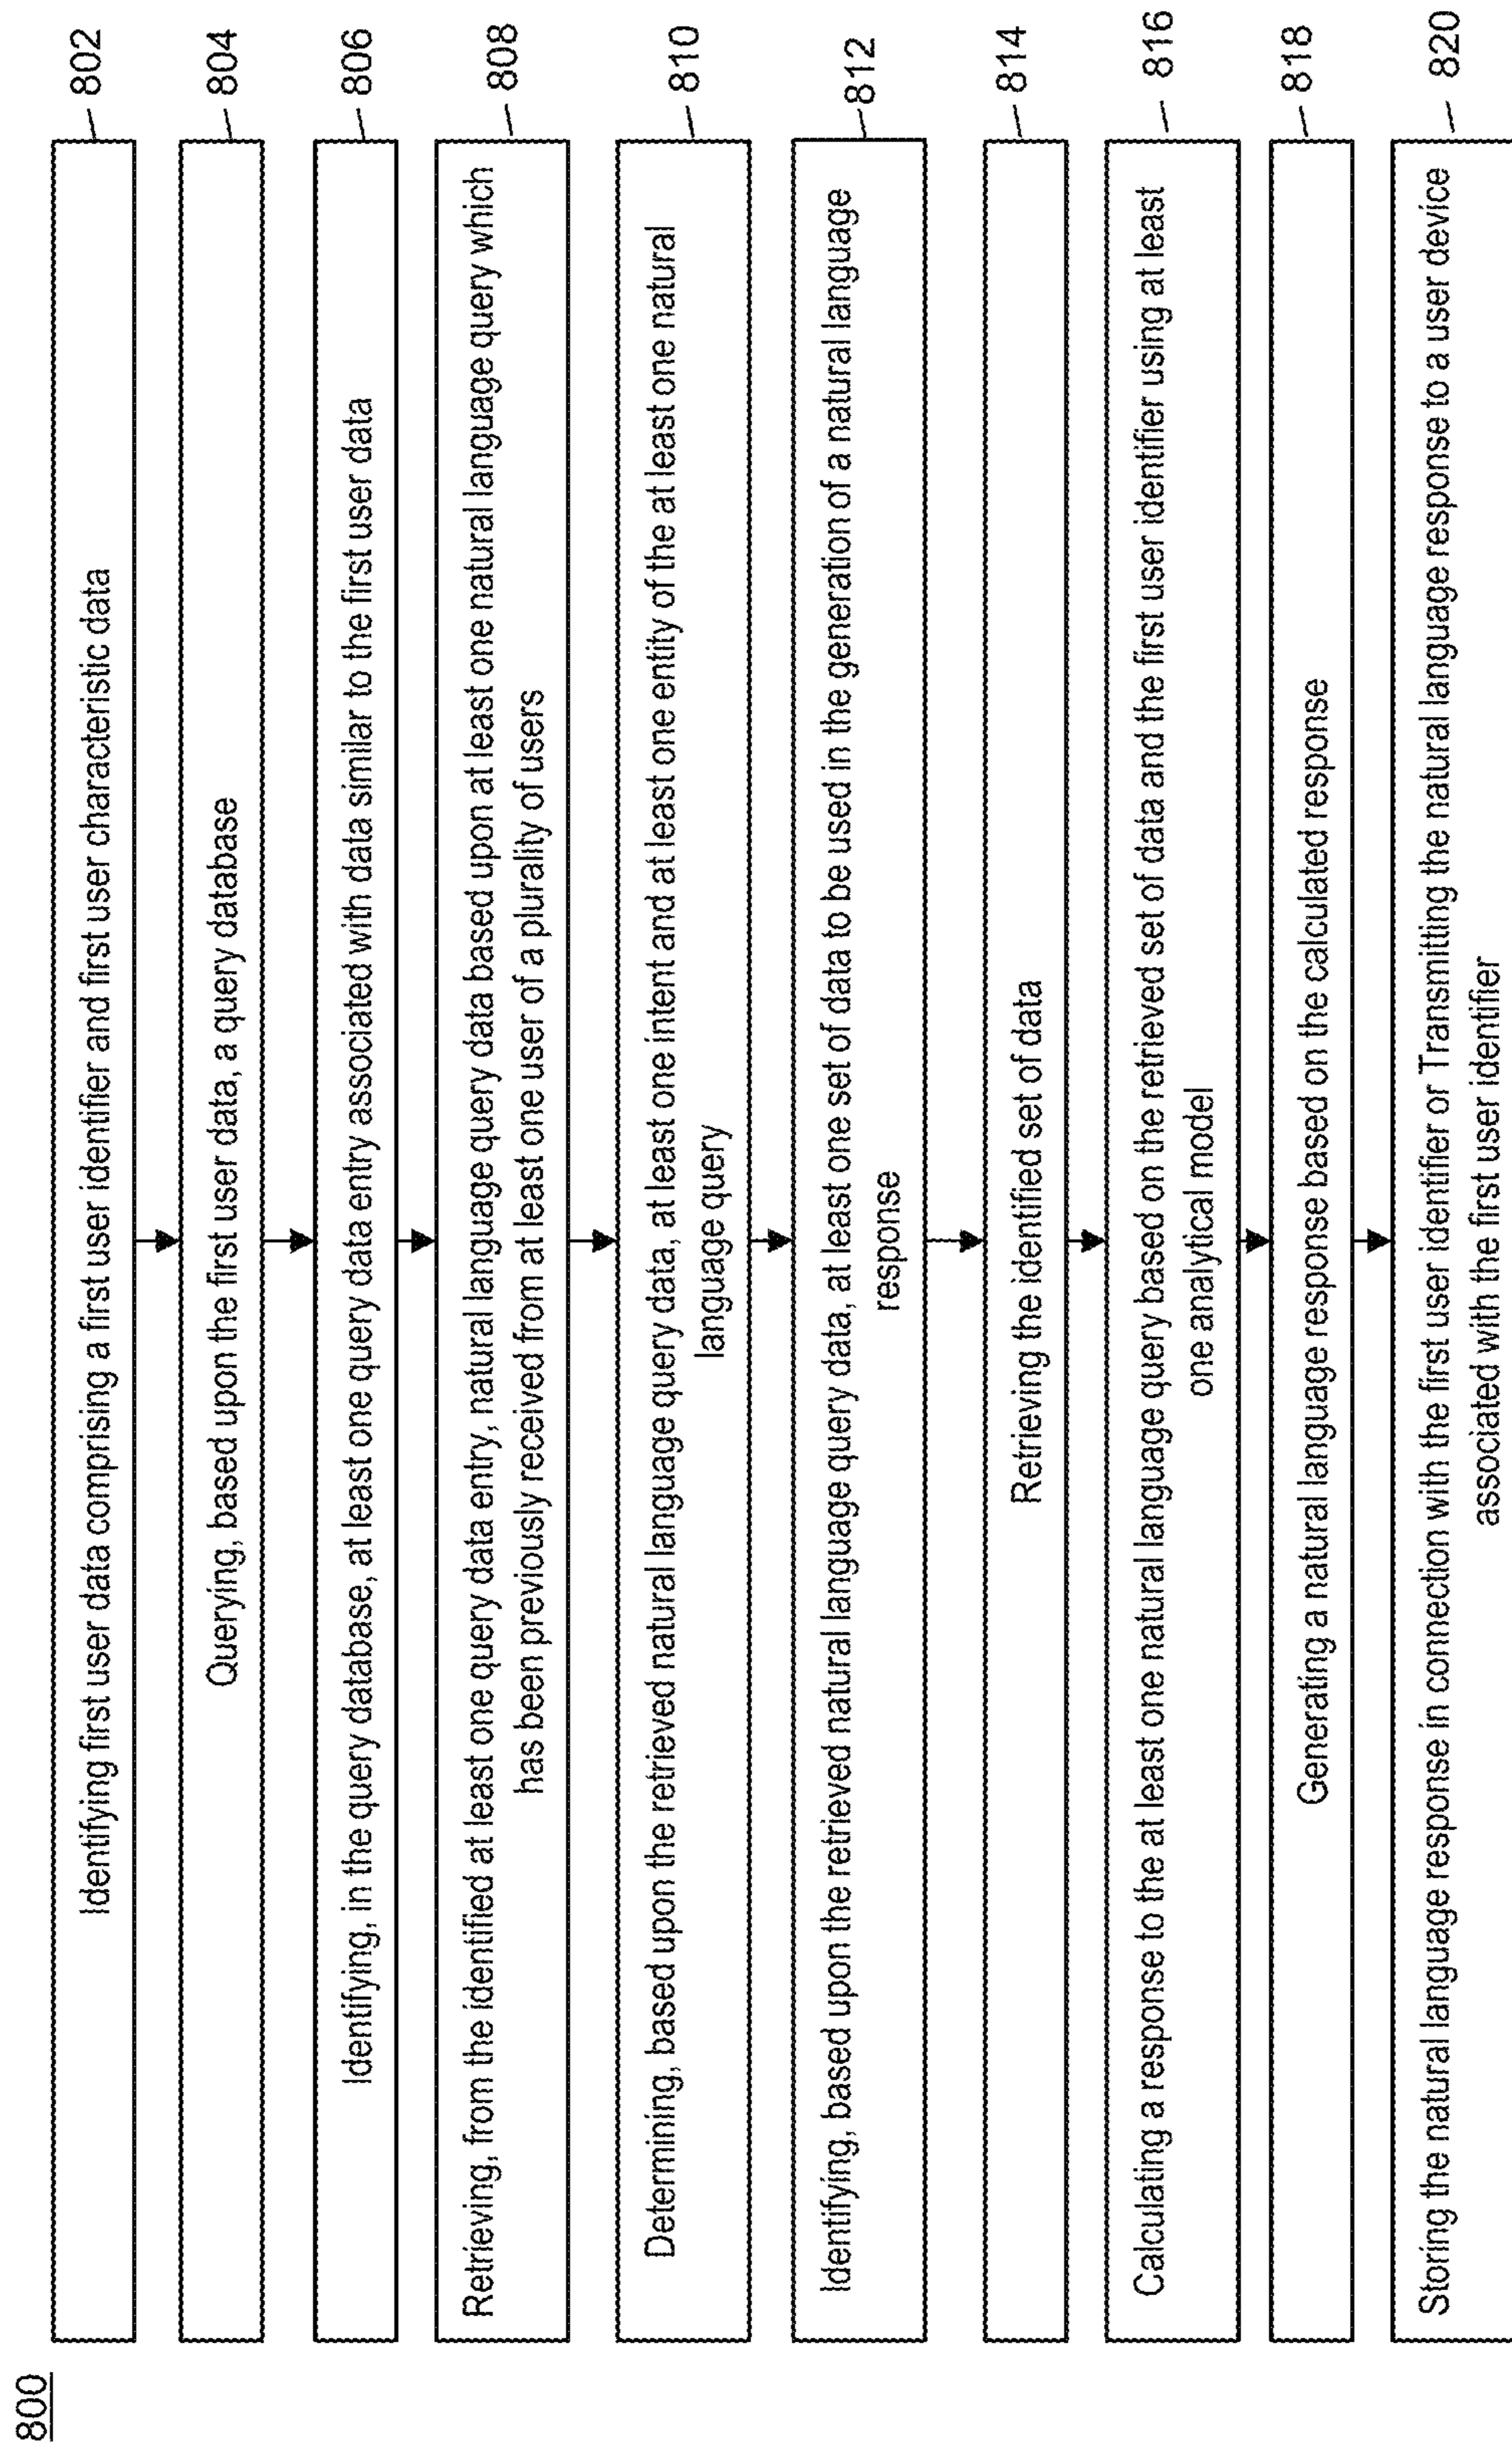 800
Identifying first user data comprising a first user identifier and first user characteristic data
802
Querying, based upon the first user data, a query database
804
Identifying, in the query database, at least one query data entry associated with data similar to the first user data
806
Retrieving, from the identified at least one query data entry, natural language query data based upon at least one natural language query which
has been previously received from at least one user of a plurality of users
808
Determining, based upon the retrieved natural language query data, at least one intent and at least one entity of the at least one natural
language query
810
Identifying, based upon the retrieved natural language query data, at least one set of data to be used in the generation of a natural language
response
812
Retrieving the identified set of data
814
Calculating a response to the at least one natural language query based on the retrieved set of data and the first user identifier using at least
one analytical model
816
Generating a natural language response based on the calculated response
818
Storing the natural language response in connection with the first user identifier or Transmitting the natural language response to a user device
associated with the first user identifier
820